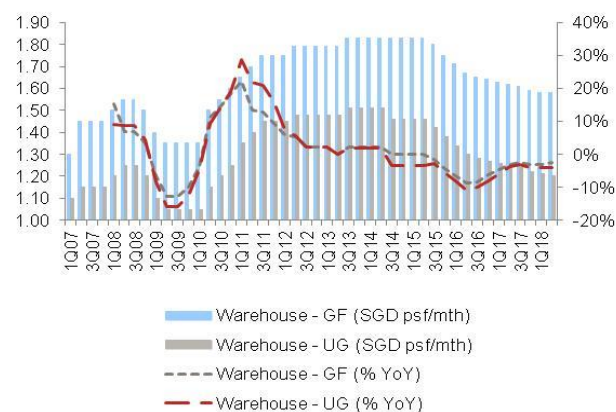 1.90
1.80
1.70
1.60
1.50
1.40
1.30
1.20
1.10
1.00
40%
30%
20%
10%
0%
-10%
-20%
1Q07
3Q07
1Q08
3Q08
1Q09
3Q09
1Q10
3Q10
1Q11
3Q11
1Q12
3Q12
1Q13
3Q13
1Q14
3Q14
1Q15
3Q15
1Q16
3Q16
1Q17
3Q17
1Q18
Warehouse - GF (SGD psf/mth)
Warehouse - UG (SGD psf/mth)
Warehouse - GF (% YoY)
Warehouse - UG (% YoY)